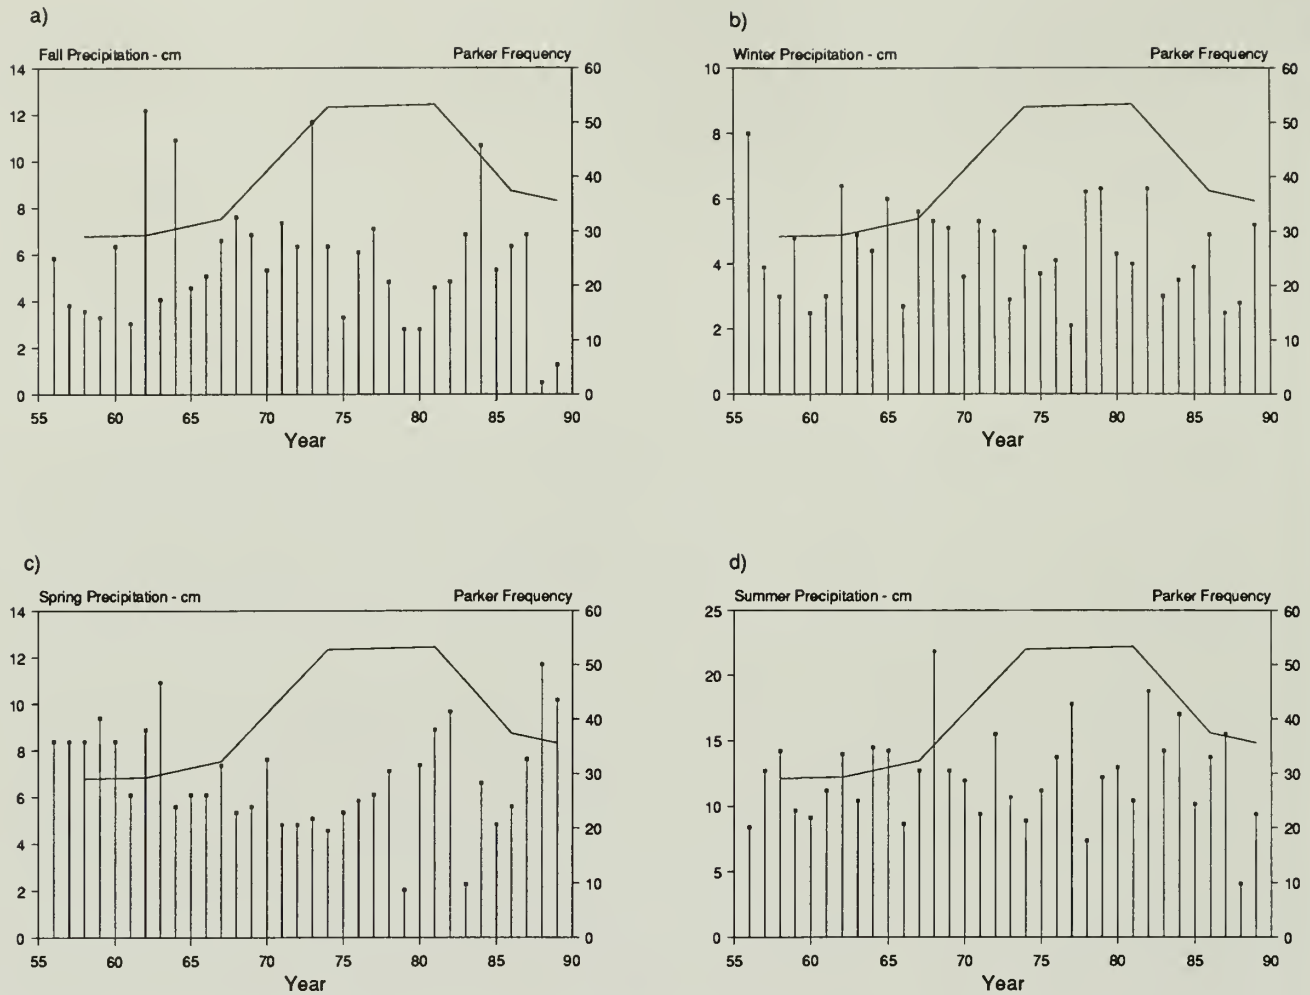 a)
Fall Precipitation - cm Parker Frequency
14 60
12 50
10 40
8 30
6 20
4 10
2
0 0
55 60 65 70 75 80 85 90
Year
b)
Winter Precipitation - cm Parker Frequency
10 60
8 50
6 40
4 30
2 20
0 10
0
55 60 65 70 75 80 85 90
Year
c)
Spring Precipitation - cm Parker Frequency
14 60
12 50
10 40
8 30
6 20
4 10
2
0 0
55 60 65 70 75 80 85 90
Year
d)
Summer Precipitation - cm Parker Frequency
25 60
20 50
15 40
10 30
5 20
0 10
0
55 60 65 70 75 80 85 90
Year